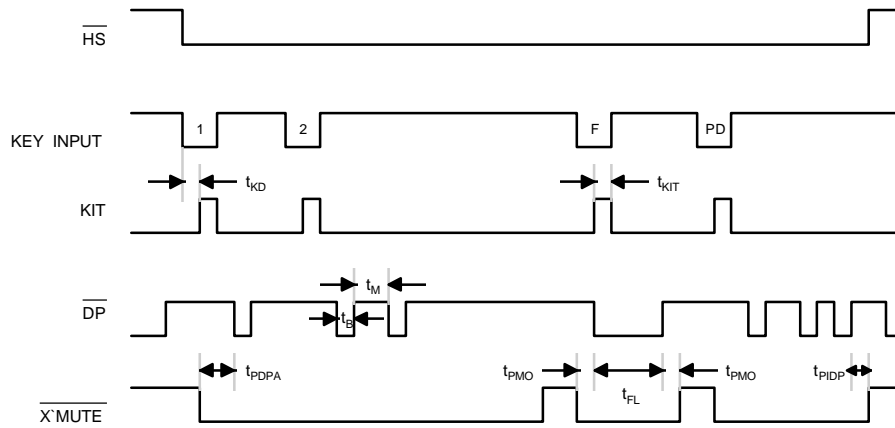 HS
KEY INPUT
1
2
F
PD
tKD
tKIT
KIT
DP
tM
tB
tPDPA
tPMO
tFL
tPMO
tPIDP
X`MUTE